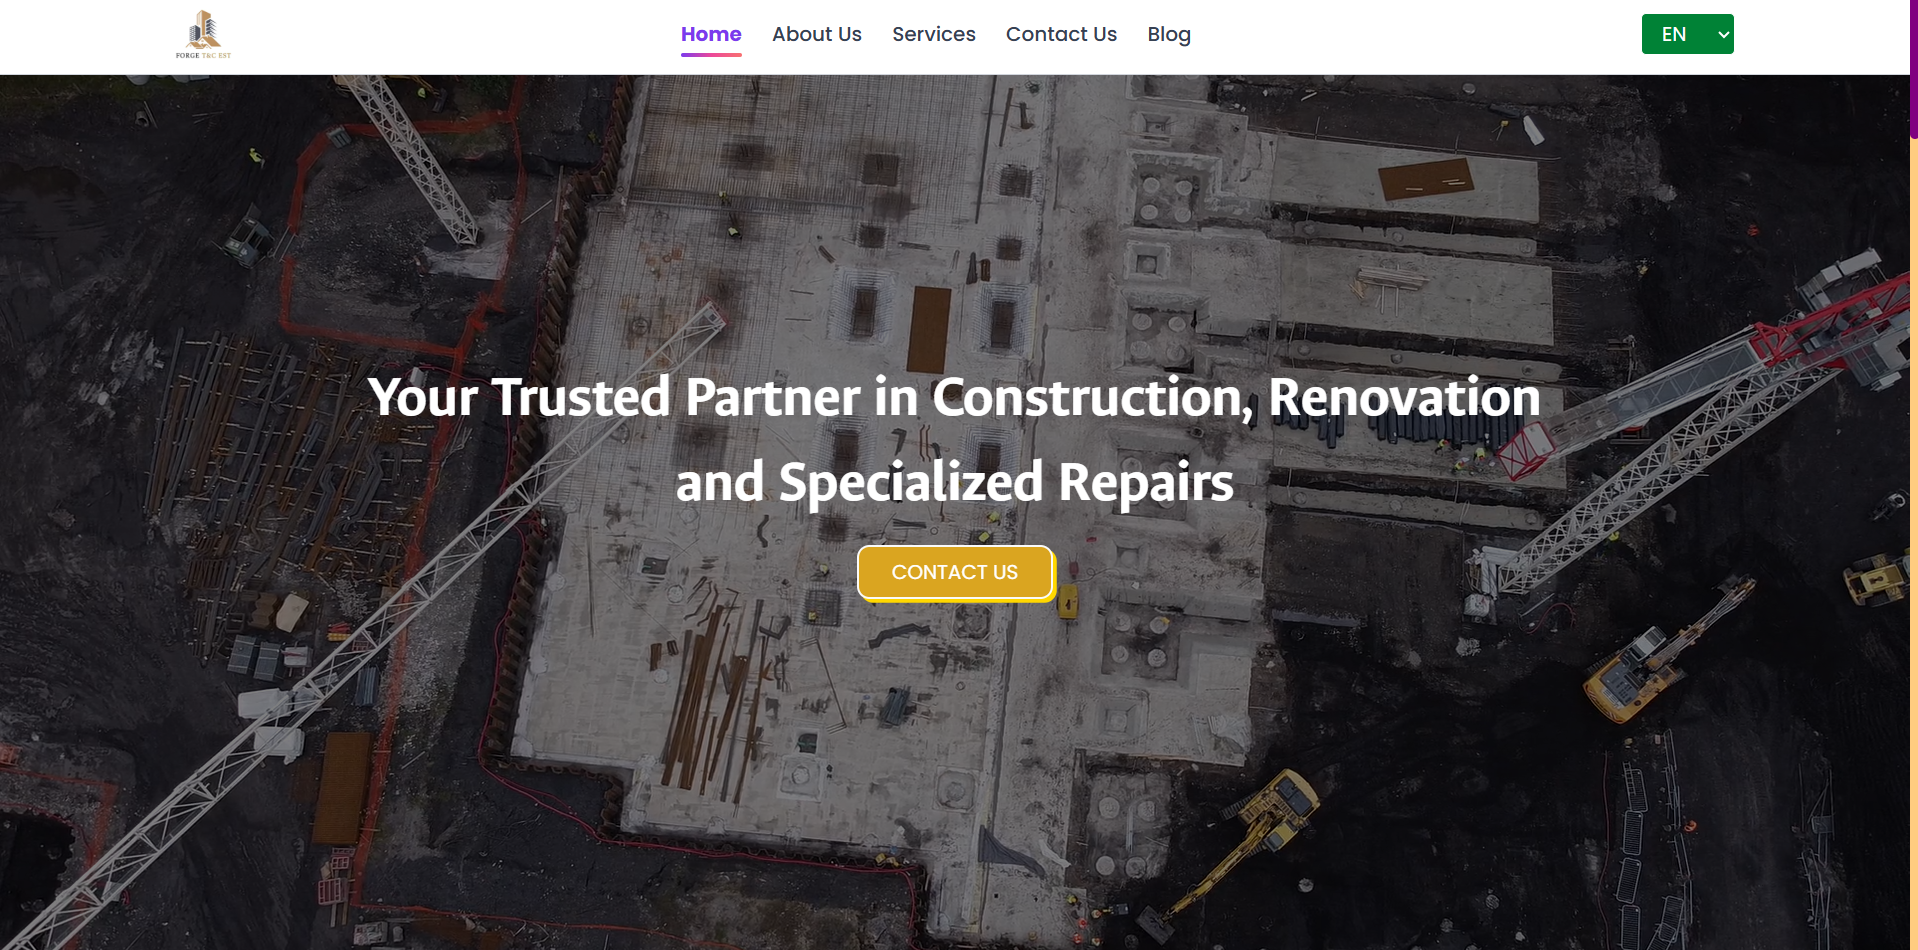 FORGE T&C EST
Home
About Us
Services
Contact Us
Blog
EN
Your Trusted Partner in Construction, Renovation
and Specialized Repairs
CONTACT US